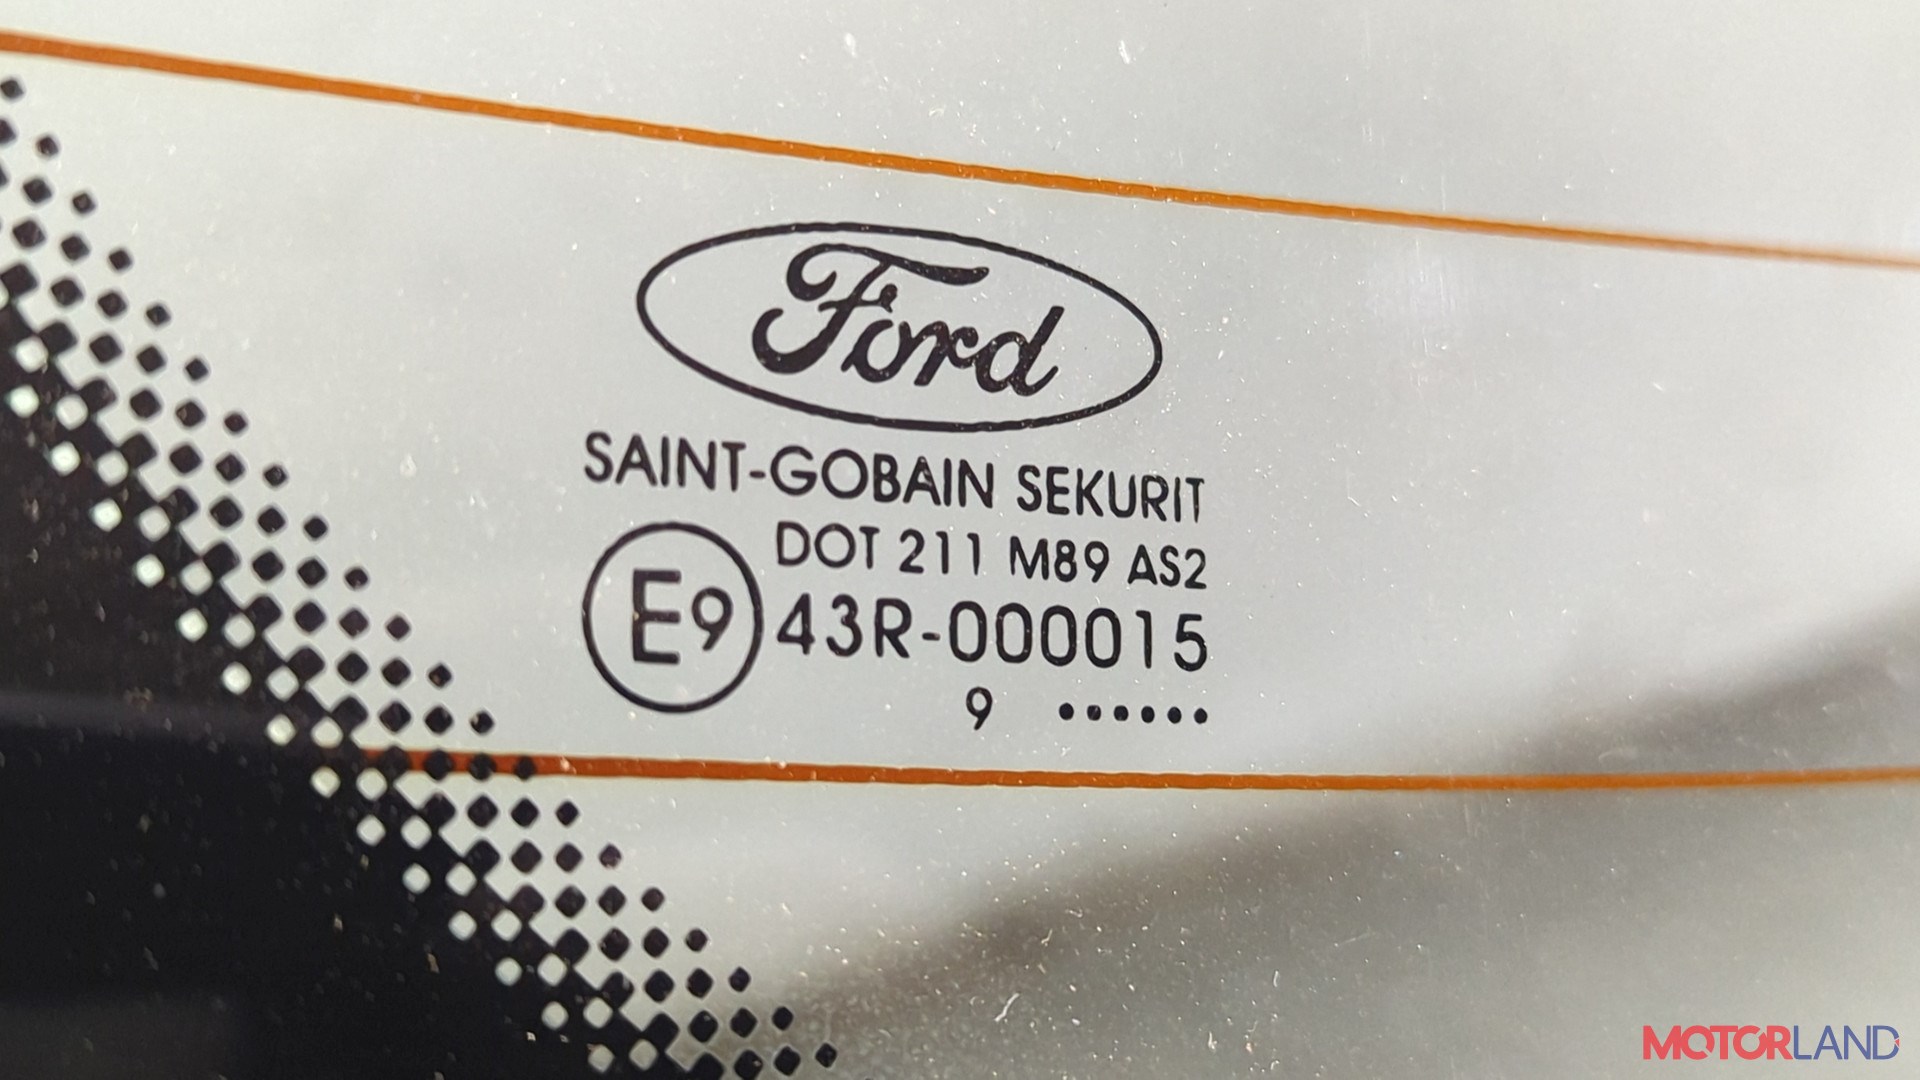 Ford
SAINT-GOBAIN SEKURIT
DOT 211 M89 AS2
E9 43R-000015
9 ••••••
MOTORLAND